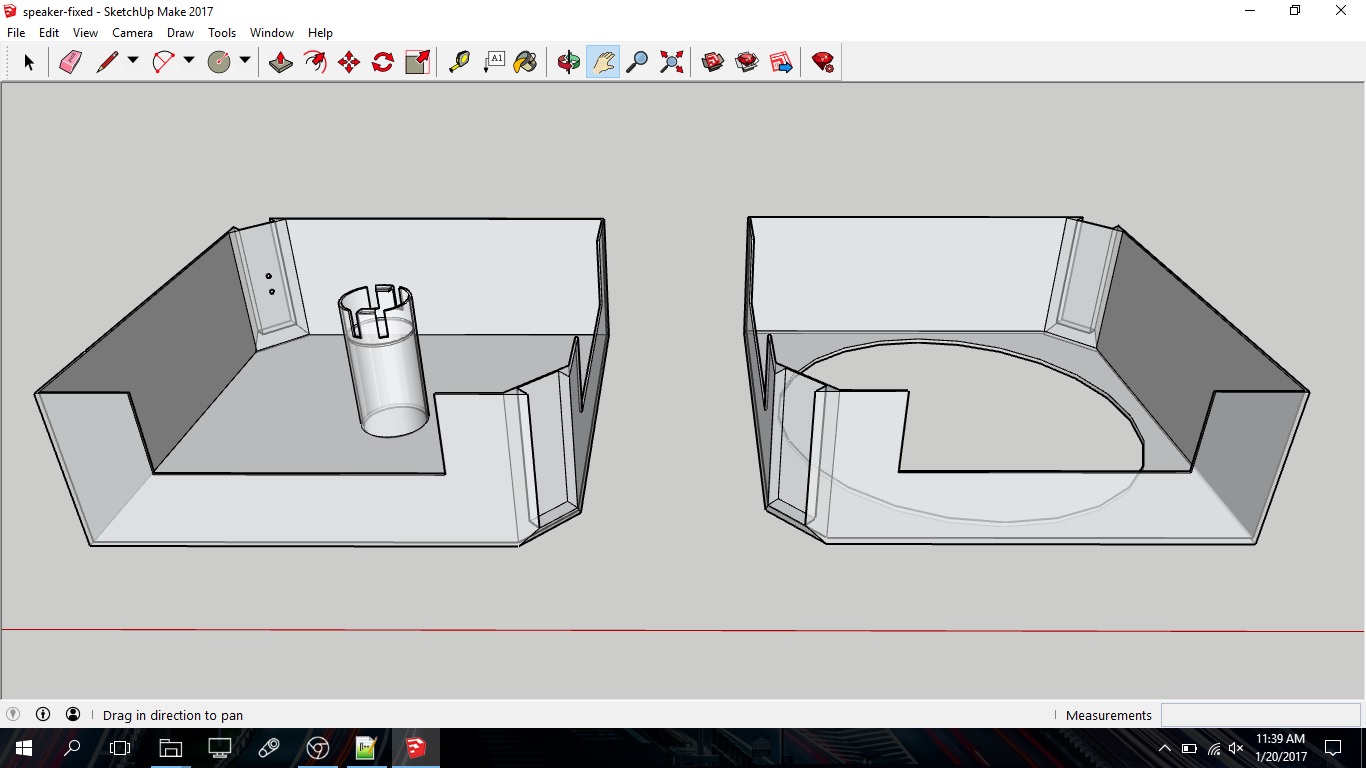 speaker-fixed - SketchUp Make 2017
File Edit View Camera Draw Tools Window Help
A1
Drag in direction to pan
Measurements
11:39 AM
1/20/2017